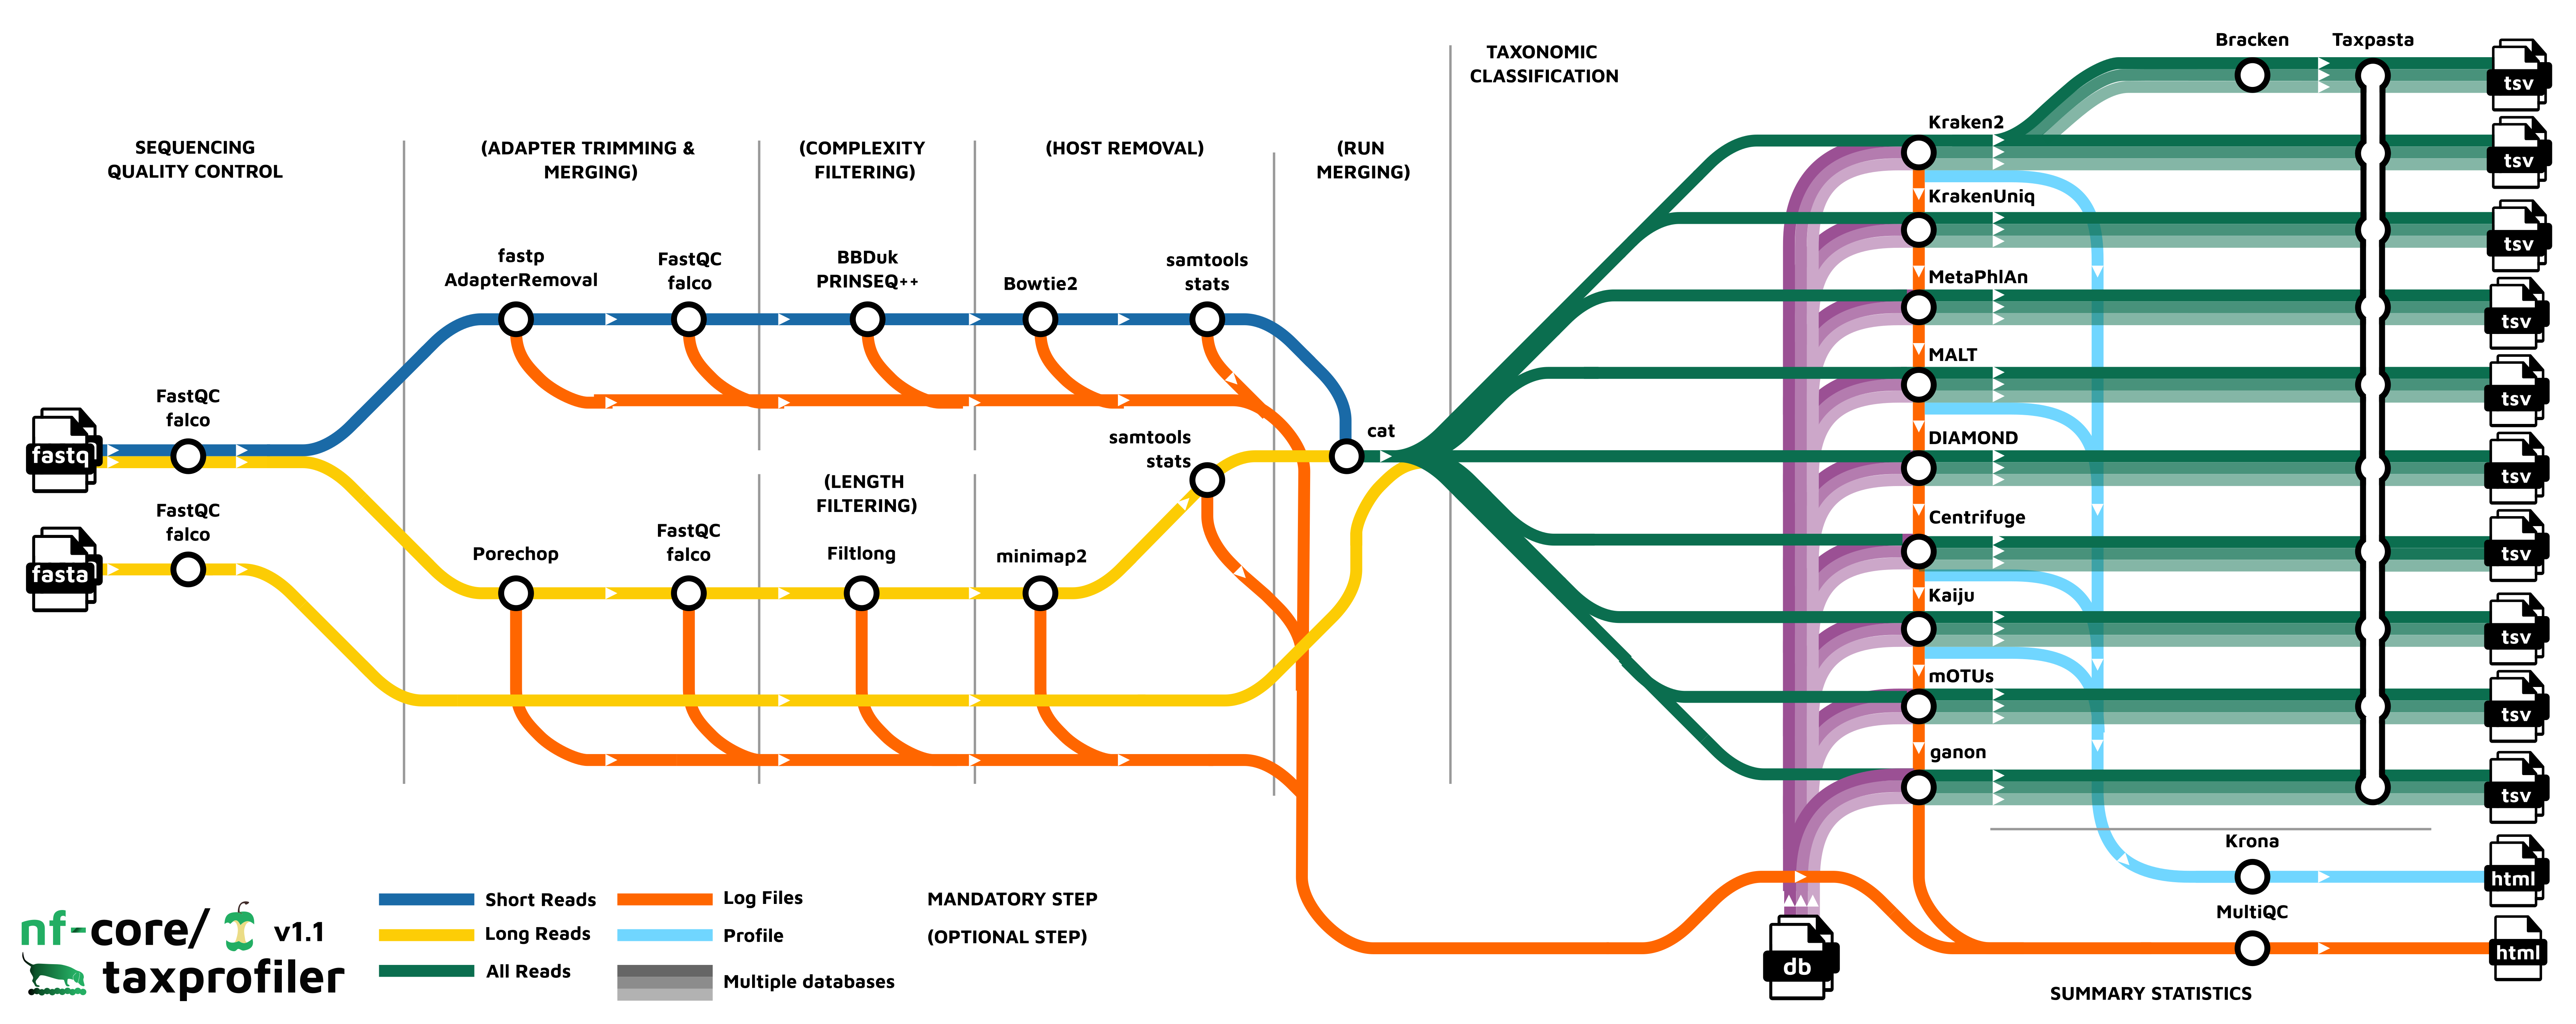 SEQUENCING
QUALITY CONTROL
(ADAPTER TRIMMING &
MERGING)
(COMPLEXITY
FILTERING)
(HOST REMOVAL)
(RUN
MERGING)
TAXONOMIC
CLASSIFICATION
fastq
FastQC
falco
fasta
FastQC
falco
fastp
AdapterRemoval
FastQC
falco
BBDuk
PRINSEQ++
Bowtie2
samtools
stats
Porechop
FastQC
falco
(LENGTH
FILTERING)
Filtlong
minimap2
samtools
stats
cat
Kraken2
KrakenUniq
MetaPhlAn
MALT
DIAMOND
Centrifuge
Kaiju
mOTUs
ganon
Bracken
Taxpasta
tsv
tsv
tsv
tsv
tsv
tsv
tsv
tsv
tsv
tsv
Krona
html
MultiQC
html
db
SUMMARY STATISTICS
nf-core/
v1.1
taxprofiler
Short Reads
Long Reads
All Reads
Log Files
Profile
Multiple databases
MANDATORY STEP
(OPTIONAL STEP)